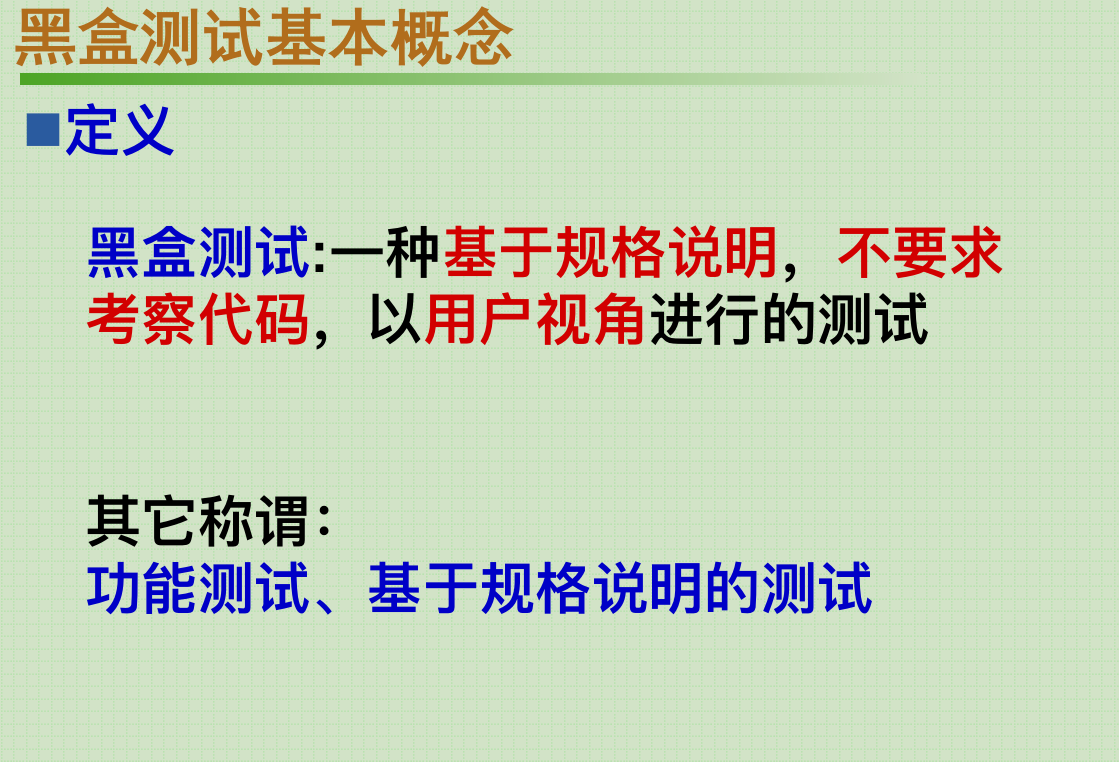 黑盒测试基本概念
定义
黑盒测试:一种基于规格说明，不要求
考察代码，以用户视角进行的测试
其它称谓：
功能测试、基于规格说明的测试